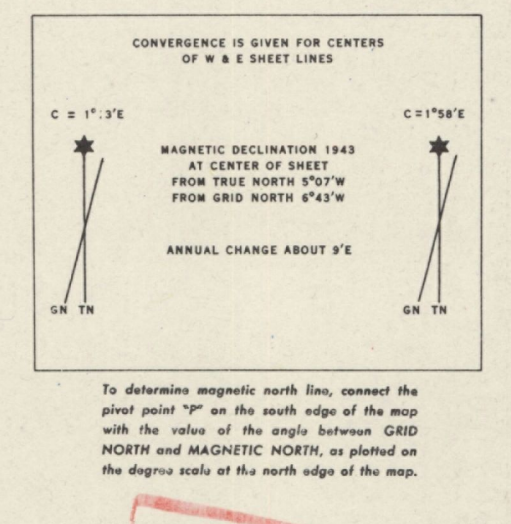 CONVERGENCE IS GIVEN FOR CENTERS
OF W & E SHEET LINES
C = 1°.3'E
C=1°58'E
MAGNETIC DECLINATION 1943
AT CENTER OF SHEET
FROM TRUE NORTH 5°07'W
FROM GRID NORTH 6°43'W
ANNUAL CHANGE ABOUT 9'E
GN TN
GN TN
To determine magnetic north line, connect the
pivot point "P" on the south edge of the map
with the value of the angle between GRID
NORTH and MAGNETIC NORTH, as plotted on
the degree scale at the north edge of the map.